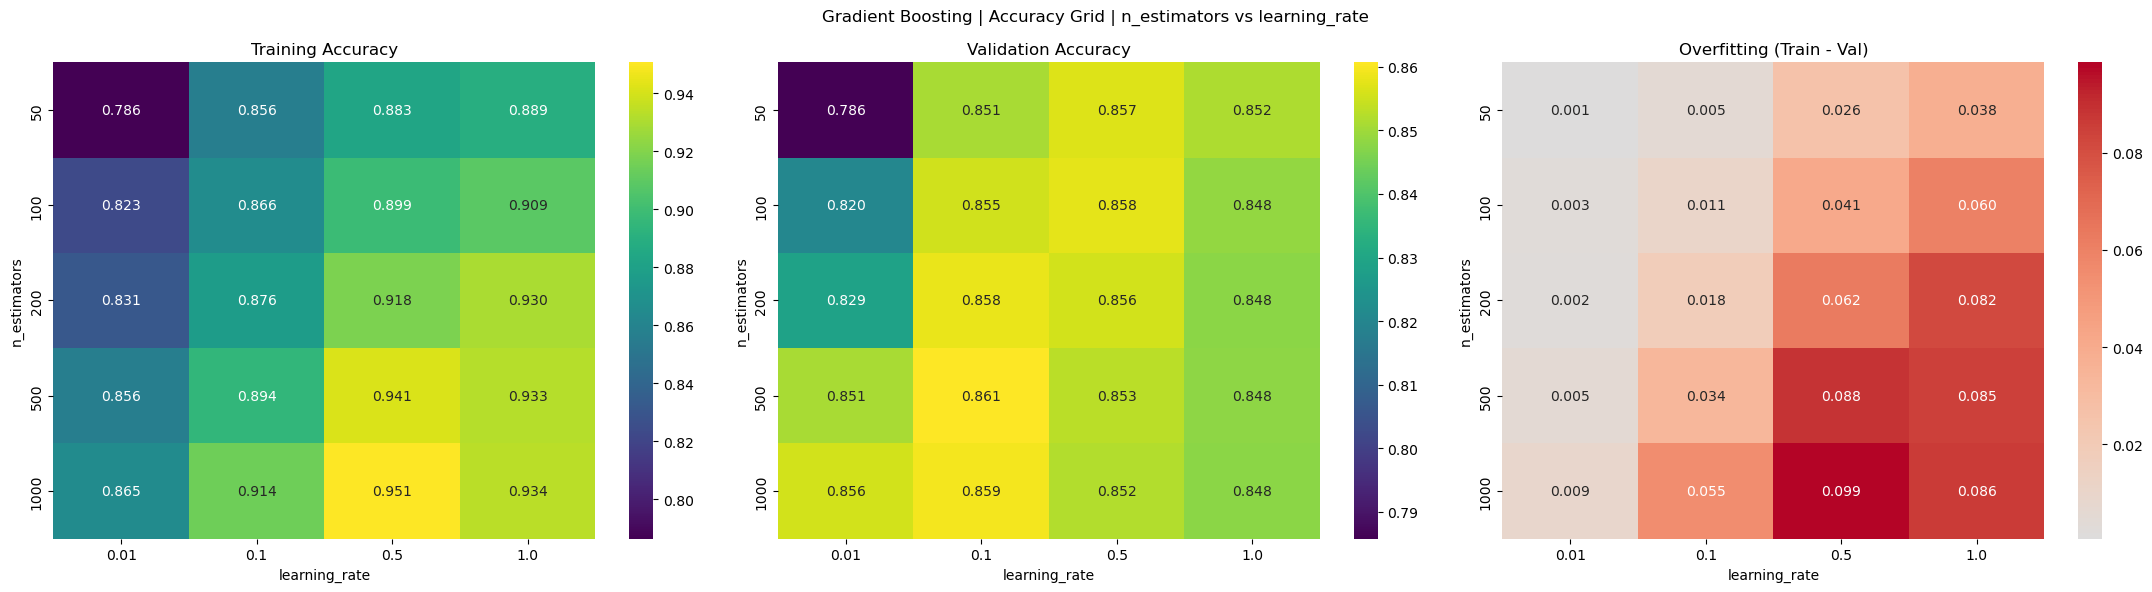 Gradient Boosting | Accuracy Grid | n_estimators vs learning_rate
Training Accuracy
n_estimators
50 0.786 0.856 0.883 0.889
100 0.823 0.866 0.899 0.909
200 0.831 0.876 0.918 0.930
500 0.856 0.894 0.941 0.933
1000 0.865 0.914 0.951 0.934
0.01 0.1 0.5 1.0
learning_rate
0.94
0.92
0.90
0.88
0.86
0.84
0.82
0.80
Validation Accuracy
n_estimators
50 0.786 0.851 0.857 0.852
100 0.820 0.855 0.858 0.848
200 0.829 0.858 0.856 0.848
500 0.851 0.861 0.853 0.848
1000 0.856 0.859 0.852 0.848
0.01 0.1 0.5 1.0
learning_rate
0.86
0.85
0.84
0.83
0.82
0.81
0.80
0.79
Overfitting (Train - Val)
n_estimators
50 0.001 0.005 0.026 0.038
100 0.003 0.011 0.041 0.060
200 0.002 0.018 0.062 0.082
500 0.005 0.034 0.088 0.085
1000 0.009 0.055 0.099 0.086
0.01 0.1 0.5 1.0
learning_rate
0.08
0.06
0.04
0.02